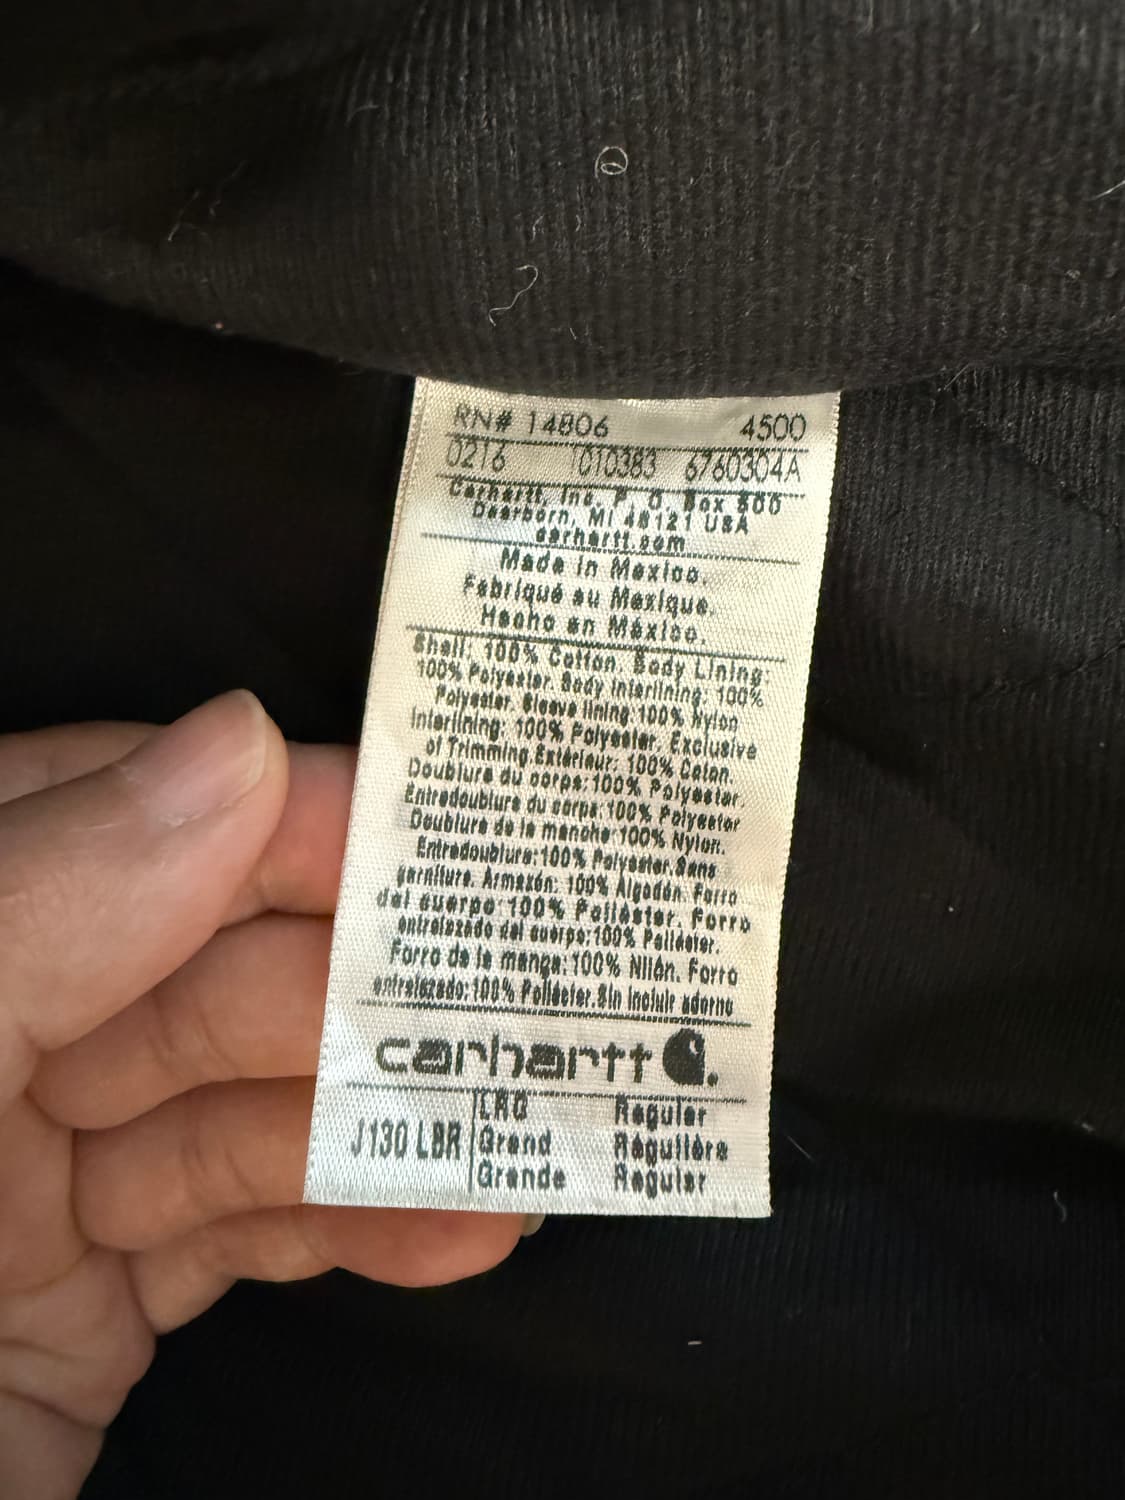 RN# 14806 4500
0216 1010383 6760304A
Carhartt, Inc. P. O. Box 600
Dearborn, MI 48121 USA
carhartt.com
Made in Mexico.
Fabriqué au Mexique.
Hecho en México.
Shell: 100% Cotton. Body Lining:
100% Polyester. Body Interlining: 100%
Polyester. Sleeve lining:100% Nylon
Interlining: 100% Polyester. Exclusive
of Trimming.Extérieur: 100% Coton.
Doublure du corps:100% Polyester.
Entredoublure du corps:100% Polyester
Doublure de la manche:100% Nylon.
Entredoublure:100% Polyester.Sans
garniture. Armazón: 100% Algodón. Forro
del cuerpo:100% Poliéster. Forro
entrelazado del cuerpo:100% Poliéster.
Forro de la manga:100% Nilón. Forro
entrelazado:100% Poliéster.Sin incluir adorno
carhartt
J130 LBR
LRG Regular
Grand Régulière
Grande Regular